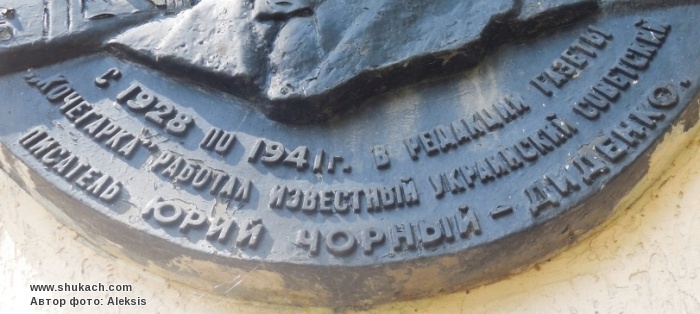 С 1928 ПО 1941 г. В РЕДАКЦИИ ГАЗЕТЫ
„КОЧЕГАРКА” РАБОТАЛ ИЗВЕСТНЫЙ УКРАИНСКИЙ СОВЕТСКИЙ
ПИСАТЕЛЬ ЮРИЙ ЧОРНЫЙ – ДИДЕНКО.
www.shukach.com
Автор фото: Aleksis